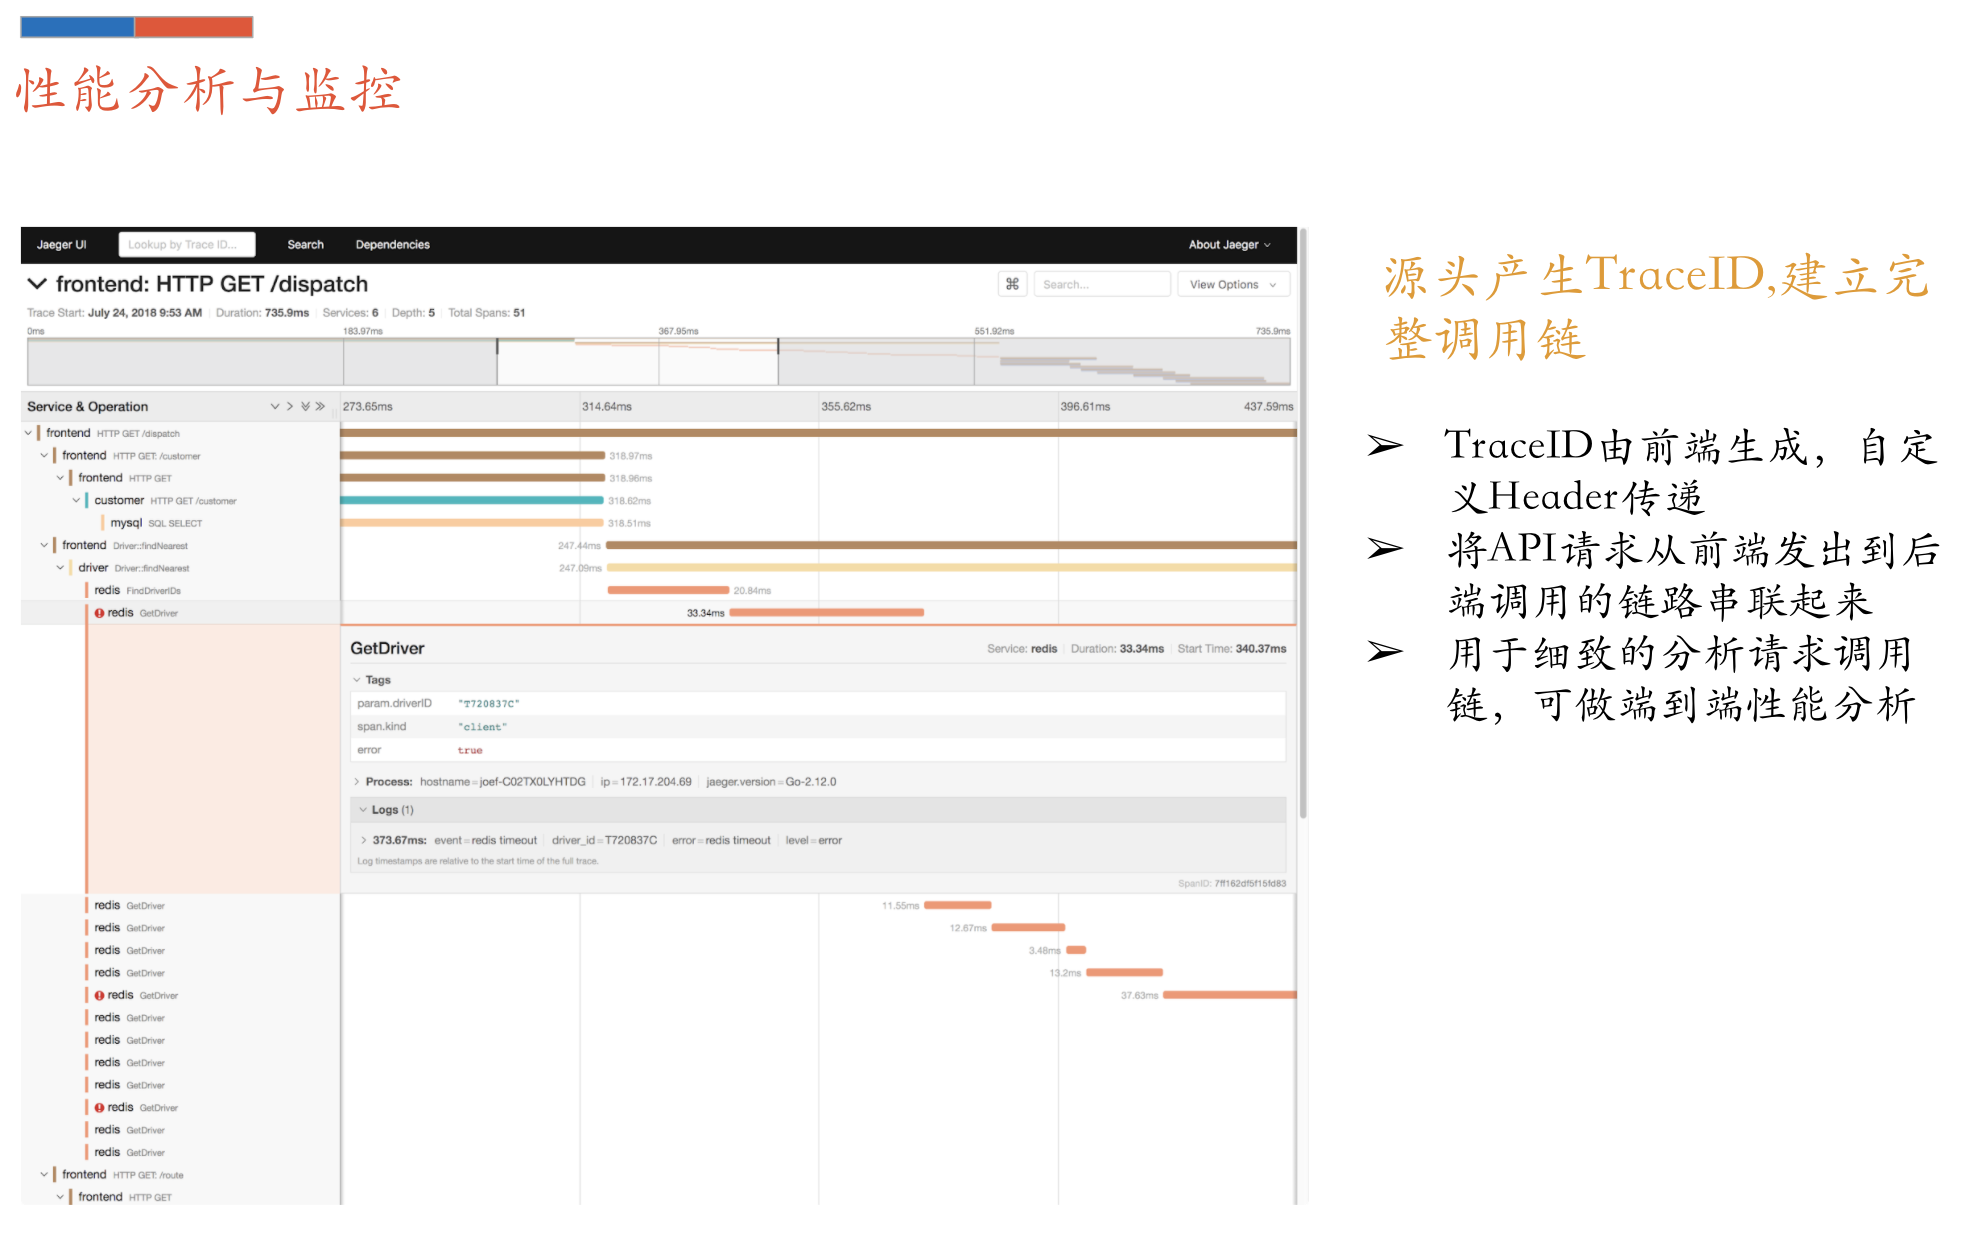 性能分析与监控
Jaeger UI Lookup by Trace ID... Search Dependencies About Jaeger
frontend: HTTP GET /dispatch ⌘ Search... View Options
Trace Start: July 24, 2018 9:53 AM Duration: 735.9ms Services: 6 Depth: 5 Total Spans: 51
0ms 183.97ms 367.95ms 551.92ms 735.9ms
Service & Operation 273.65ms 314.64ms 355.62ms 396.61ms 437.59ms
frontend HTTP GET /dispatch
frontend HTTP GET: /customer 318.97ms
frontend HTTP GET 318.96ms
customer HTTP GET /customer 318.62ms
mysql SQL SELECT 318.51ms
frontend Driver::findNearest 247.44ms
driver Driver::findNearest 247.09ms
redis FindDriverIDs 20.84ms
redis GetDriver 33.34ms
GetDriver Service: redis Duration: 33.34ms Start Time: 340.37ms
Tags
param.driverID "T720837C"
span.kind "client"
error true
Process: hostname=joef-C02TX0LYHTDG ip=172.17.204.69 jaeger.version=Go-2.12.0
Logs (1)
373.67ms: event=redis timeout driver_id=T720837C error=redis timeout level=error
Log timestamps are relative to the start time of the full trace.
SpanID: 7ff162df5f15fd83
redis GetDriver 11.55ms
redis GetDriver 12.67ms
redis GetDriver 3.48ms
redis GetDriver 13.2ms
redis GetDriver 37.63ms
redis GetDriver
redis GetDriver
redis GetDriver
redis GetDriver
redis GetDriver
redis GetDriver
redis GetDriver
frontend HTTP GET: /route
frontend HTTP GET
源头产生TraceID,建立完
整调用链
➢ TraceID由前端生成，自定
义Header传递
➢ 将API请求从前端发出到后
端调用的链路串联起来
➢ 用于细致的分析请求调用
链，可做端到端性能分析